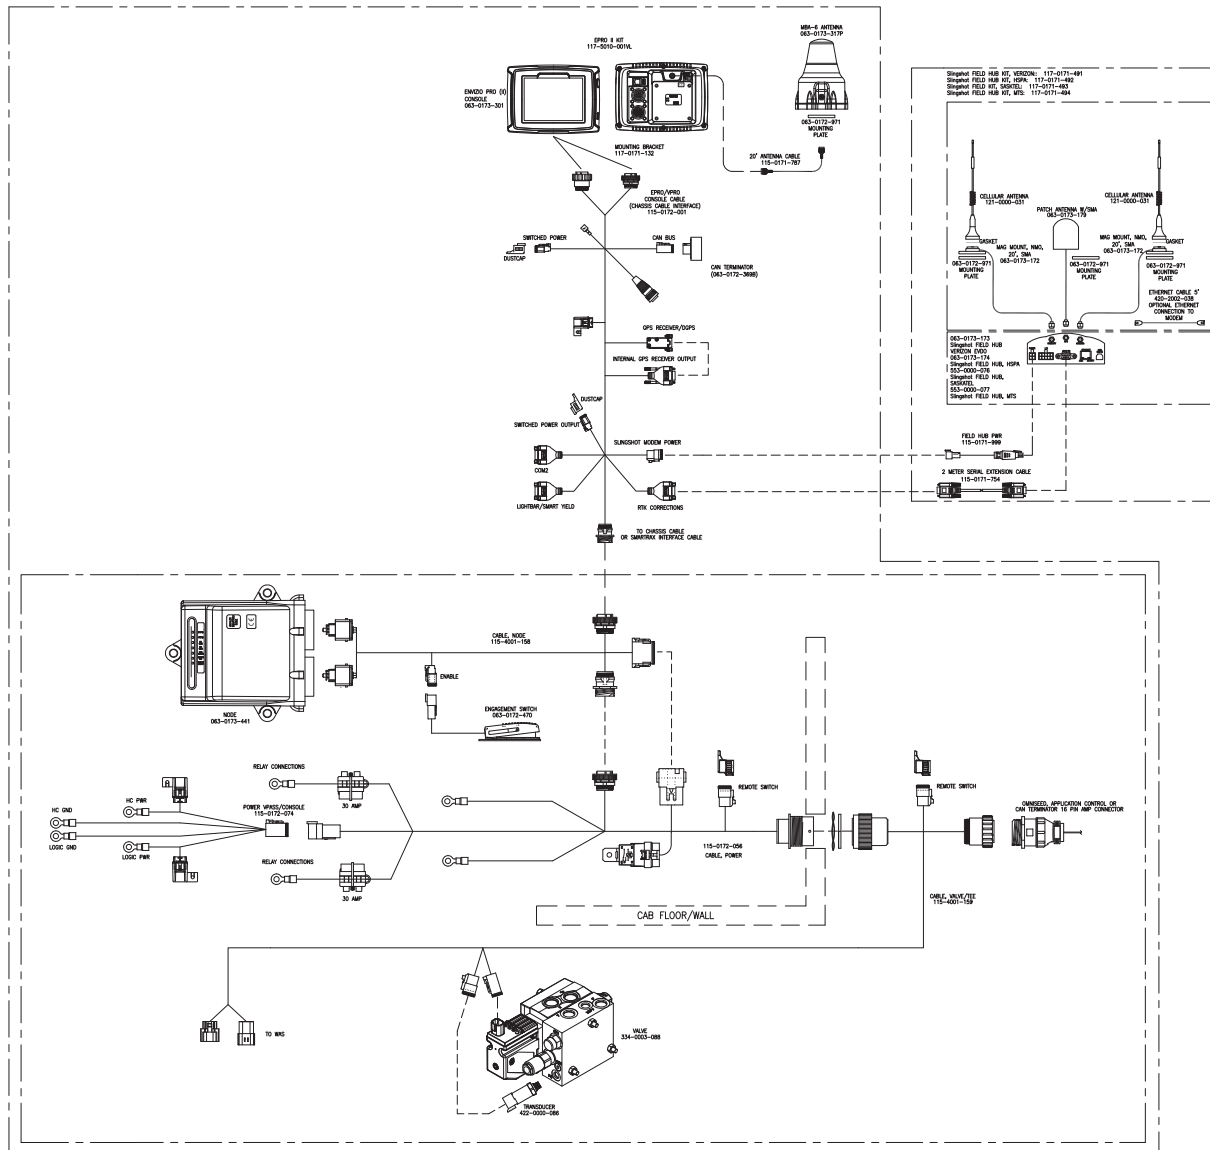 EPRO II KIT
117-5010-001VL
MBA-6 ANTENNA
063-0173-317P
ENVIZIO PRO (II)
CONSOLE
063-0173-301
063-0172-971
MOUNTING
PLATE
MOUNTING BRACKET
117-0171-132
20' ANTENNA CABLE
115-0171-787
EPRO/VPRO
CONSOLE CABLE
(CHASSIS CABLE INTERFACE)
115-0172-001
SWITCHED POWER
CAN BUS
DUSTCAP
CAN TERMINATOR
(063-0172-369B)
GPS RECEIVER/DGPS
INTERNAL GPS RECEIVER OUTPUT
DUSTCAP
SWITCHED POWER OUTPUT
SLINGSHOT MODEM POWER
COM2
LIGHTBAR/SMART YIELD
RTK CORRECTIONS
TO CHASSIS CABLE
OR SMARTRAX INTERFACE CABLE
Slingshot FIELD HUB KIT, VERIZON: 117-0171-491
Slingshot FIELD HUB KIT, HSPA: 117-0171-492
Slingshot FIELD KIT, SASKTEL: 117-0171-493
Slingshot FIELD HUB KIT, MTS: 117-0171-494
CELLULAR ANTENNA
121-0000-031
CELLULAR ANTENNA
121-0000-031
PATCH ANTENNA W/SMA
063-0173-179
GASKET
GASKET
MAG MOUNT, NMO,
20', SMA
063-0173-172
MAG MOUNT, NMO,
20', SMA
063-0173-172
063-0172-971
MOUNTING
PLATE
063-0172-971
MOUNTING
PLATE
063-0172-971
MOUNTING
PLATE
ETHERNET CABLE 5'
420-2002-038
OPTIONAL ETHERNET
CONNECTION TO
MODEM
063-0173-173
Slingshot FIELD HUB
VERIZON EVDO
063-0173-174
Slingshot FIELD HUB, HSPA
553-0000-076
Slingshot FIELD HUB,
SASKATEL
553-0000-077
Slingshot FIELD HUB, MTS
FIELD HUB PWR
115-0171-999
2 METER SERIAL EXTENSION CABLE
115-0171-754
CABLE, NODE
115-4001-158
ENABLE
NODE
063-0173-441
ENGAGEMENT SWITCH
063-0172-470
RELAY CONNECTIONS
30 AMP
HC PWR
HC GND
POWER VPASS/CONSOLE
115-0172-074
LOGIC GND
LOGIC PWR
RELAY CONNECTIONS
30 AMP
REMOTE SWITCH
REMOTE SWITCH
OMNISEED, APPLICATION CONTROL OR
CAN TERMINATOR 16 PIN AMP CONNECTOR
115-0172-056
CABLE, POWER
CABLE, VALVE/TEE
115-4001-159
CAB FLOOR/WALL
TO WAS
VALVE
334-0003-088
TRANSDUCER
422-0000-086